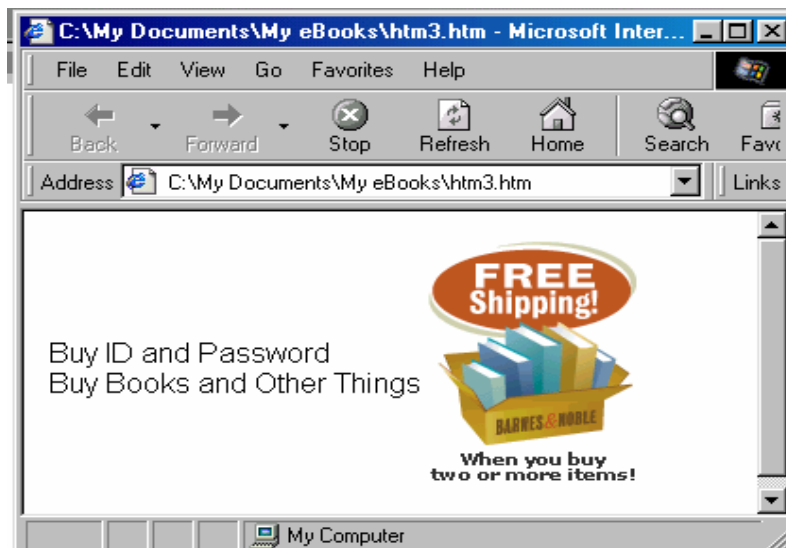 C:\My Documents\My eBooks\htm3.htm - Microsoft Inter...
File Edit View Go Favorites Help
Back Forward Stop Refresh Home Search Favo
Address C:\My Documents\My eBooks\htm3.htm Links
FREE
Shipping!
Buy ID and Password
Buy Books and Other Things
BARNES&NOBLE
When you buy
two or more items!
My Computer